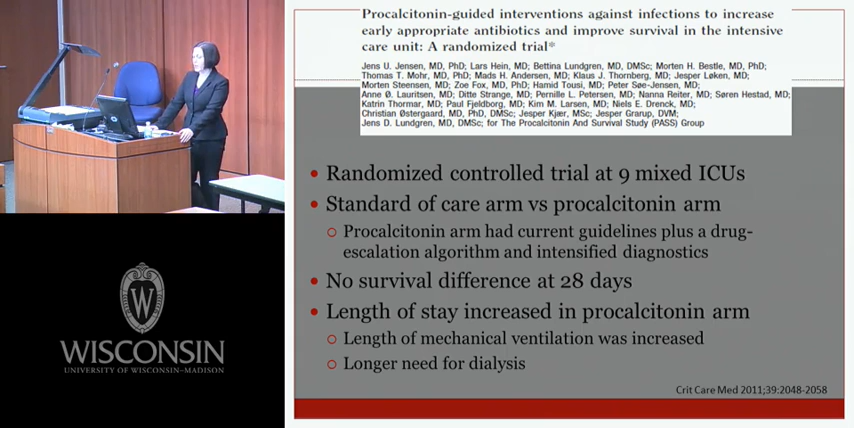 Procalcitonin-guided interventions against infections to increase
early appropriate antibiotics and improve survival in the intensive
care unit: A randomized trial*
Jens U. Jensen, MD, PhD; Lars Hein, MD; Bettina Lundgren, MD, DMSc; Morten H. Bestle, MD, PhD;
Thomas T. Mohr, MD, PhD; Mads H. Andersen, MD; Klaus J. Thornberg, MD; Jesper Løken, MD;
Morten Steensen, MD; Zoe Fox, MD, PhD; Hamid Tousi, MD; Peter Søe-Jensen, MD;
Anne Ø. Lauritsen, MD; Ditte Strange, MD; Pernille L. Petersen, MD; Nanna Reiter, MD; Søren Hestad, MD;
Katrin Thormar, MD; Paul Fjeldborg, MD; Kim M. Larsen, MD; Niels E. Drenck, MD;
Christian Østergaard, MD, PhD, DMSc; Jesper Kjær, MSc; Jesper Grarup, DVM;
Jens D. Lundgren, MD, DMSc; for The Procalcitonin And Survival Study (PASS) Group
• Randomized controlled trial at 9 mixed ICUs
• Standard of care arm vs procalcitonin arm
○ Procalcitonin arm had current guidelines plus a drug-
escalation algorithm and intensified diagnostics
• No survival difference at 28 days
• Length of stay increased in procalcitonin arm
○ Length of mechanical ventilation was increased
○ Longer need for dialysis
Crit Care Med 2011;39:2048-2058
W
WISCONSIN
UNIVERSITY OF WISCONSIN–MADISON